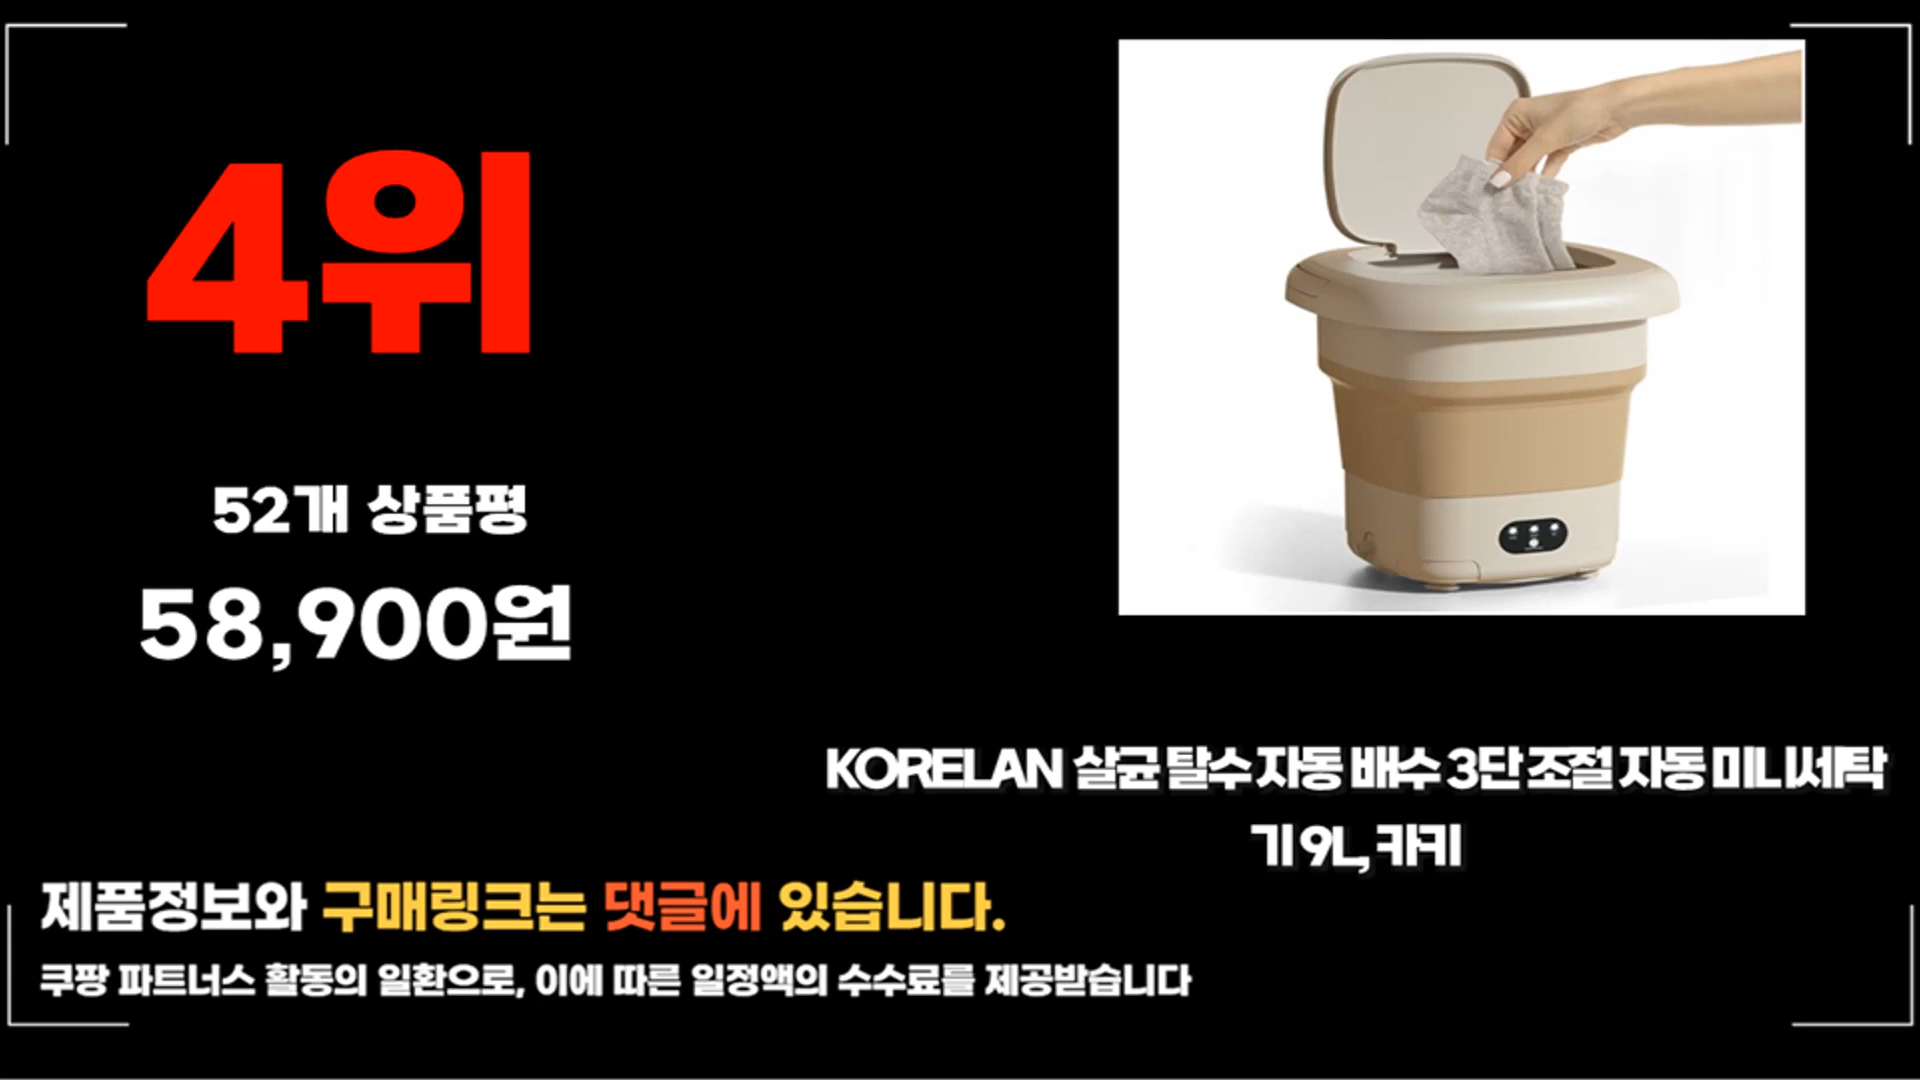 4위
52개 상품평
58,900원
KORELAN 살균 탈수 자동 배수 3단 조절 자동 미니세탁
기 9L, 카키
제품정보와 구매링크는 댓글에 있습니다.
쿠팡 파트너스 활동의 일환으로, 이에 따른 일정액의 수수료를 제공받습니다